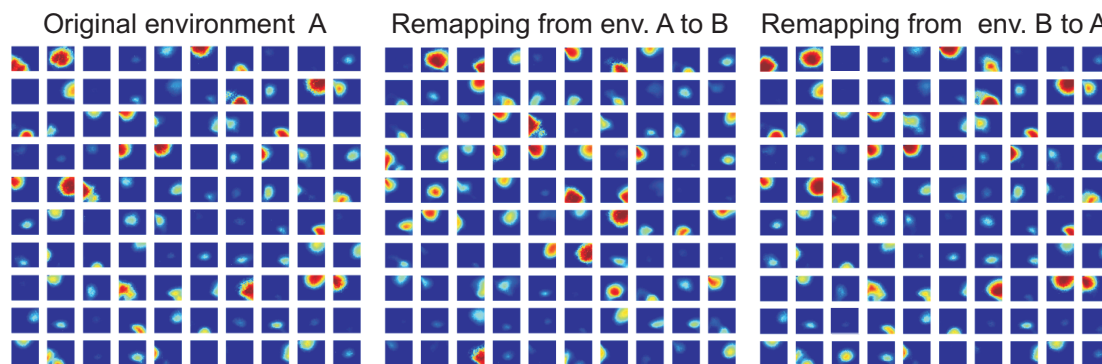 Original environment A
Remapping from env. A to B
Remapping from env. B to A